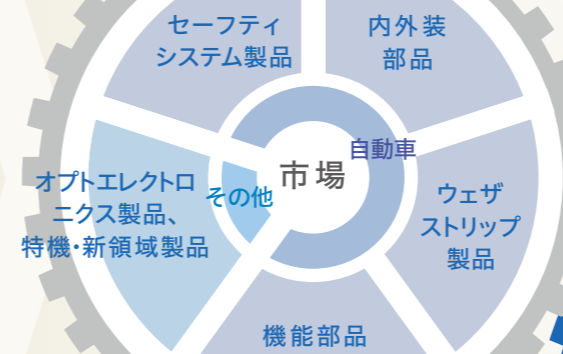 セーフティ
システム製品
内外装
部品
自動車
市場
その他
オプトエレクトロ
ニクス製品、
特機・新領域製品
ウェザ
ストリップ
製品
機能部品